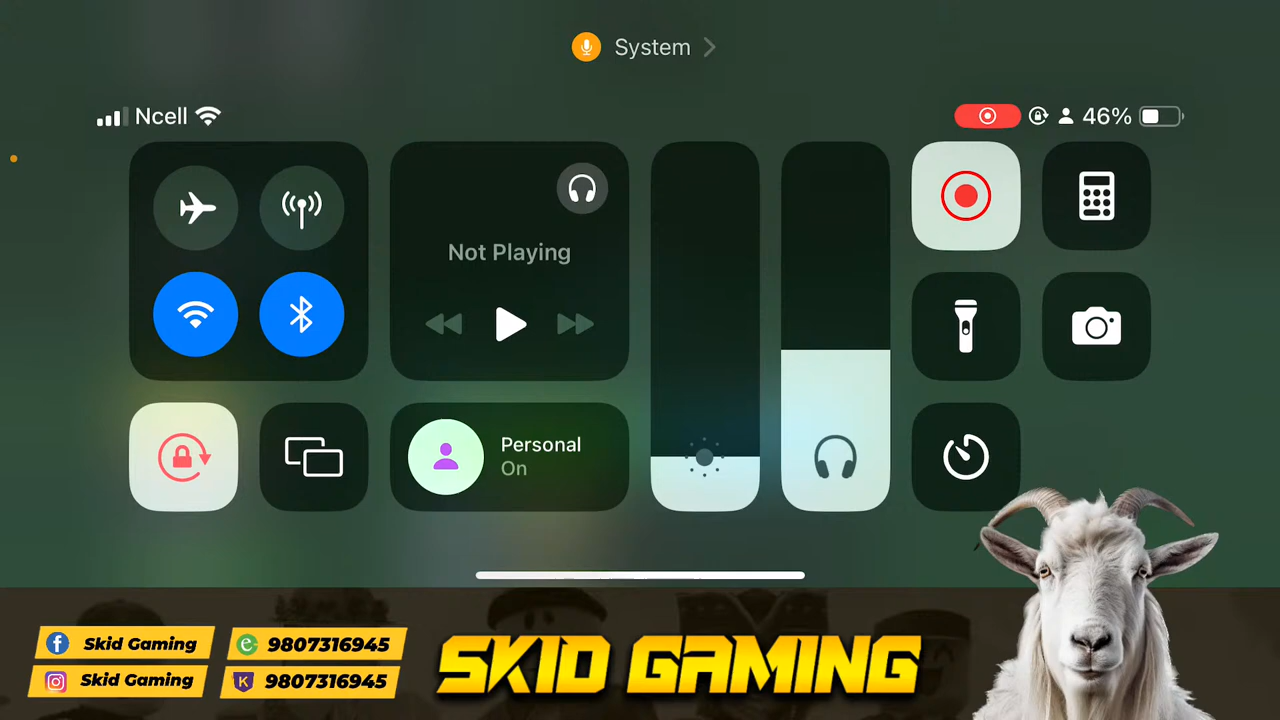 System
Ncell
46%
Not Playing
Personal
On
Skid Gaming
9807316945
Skid Gaming
9807316945
SKID GAMING